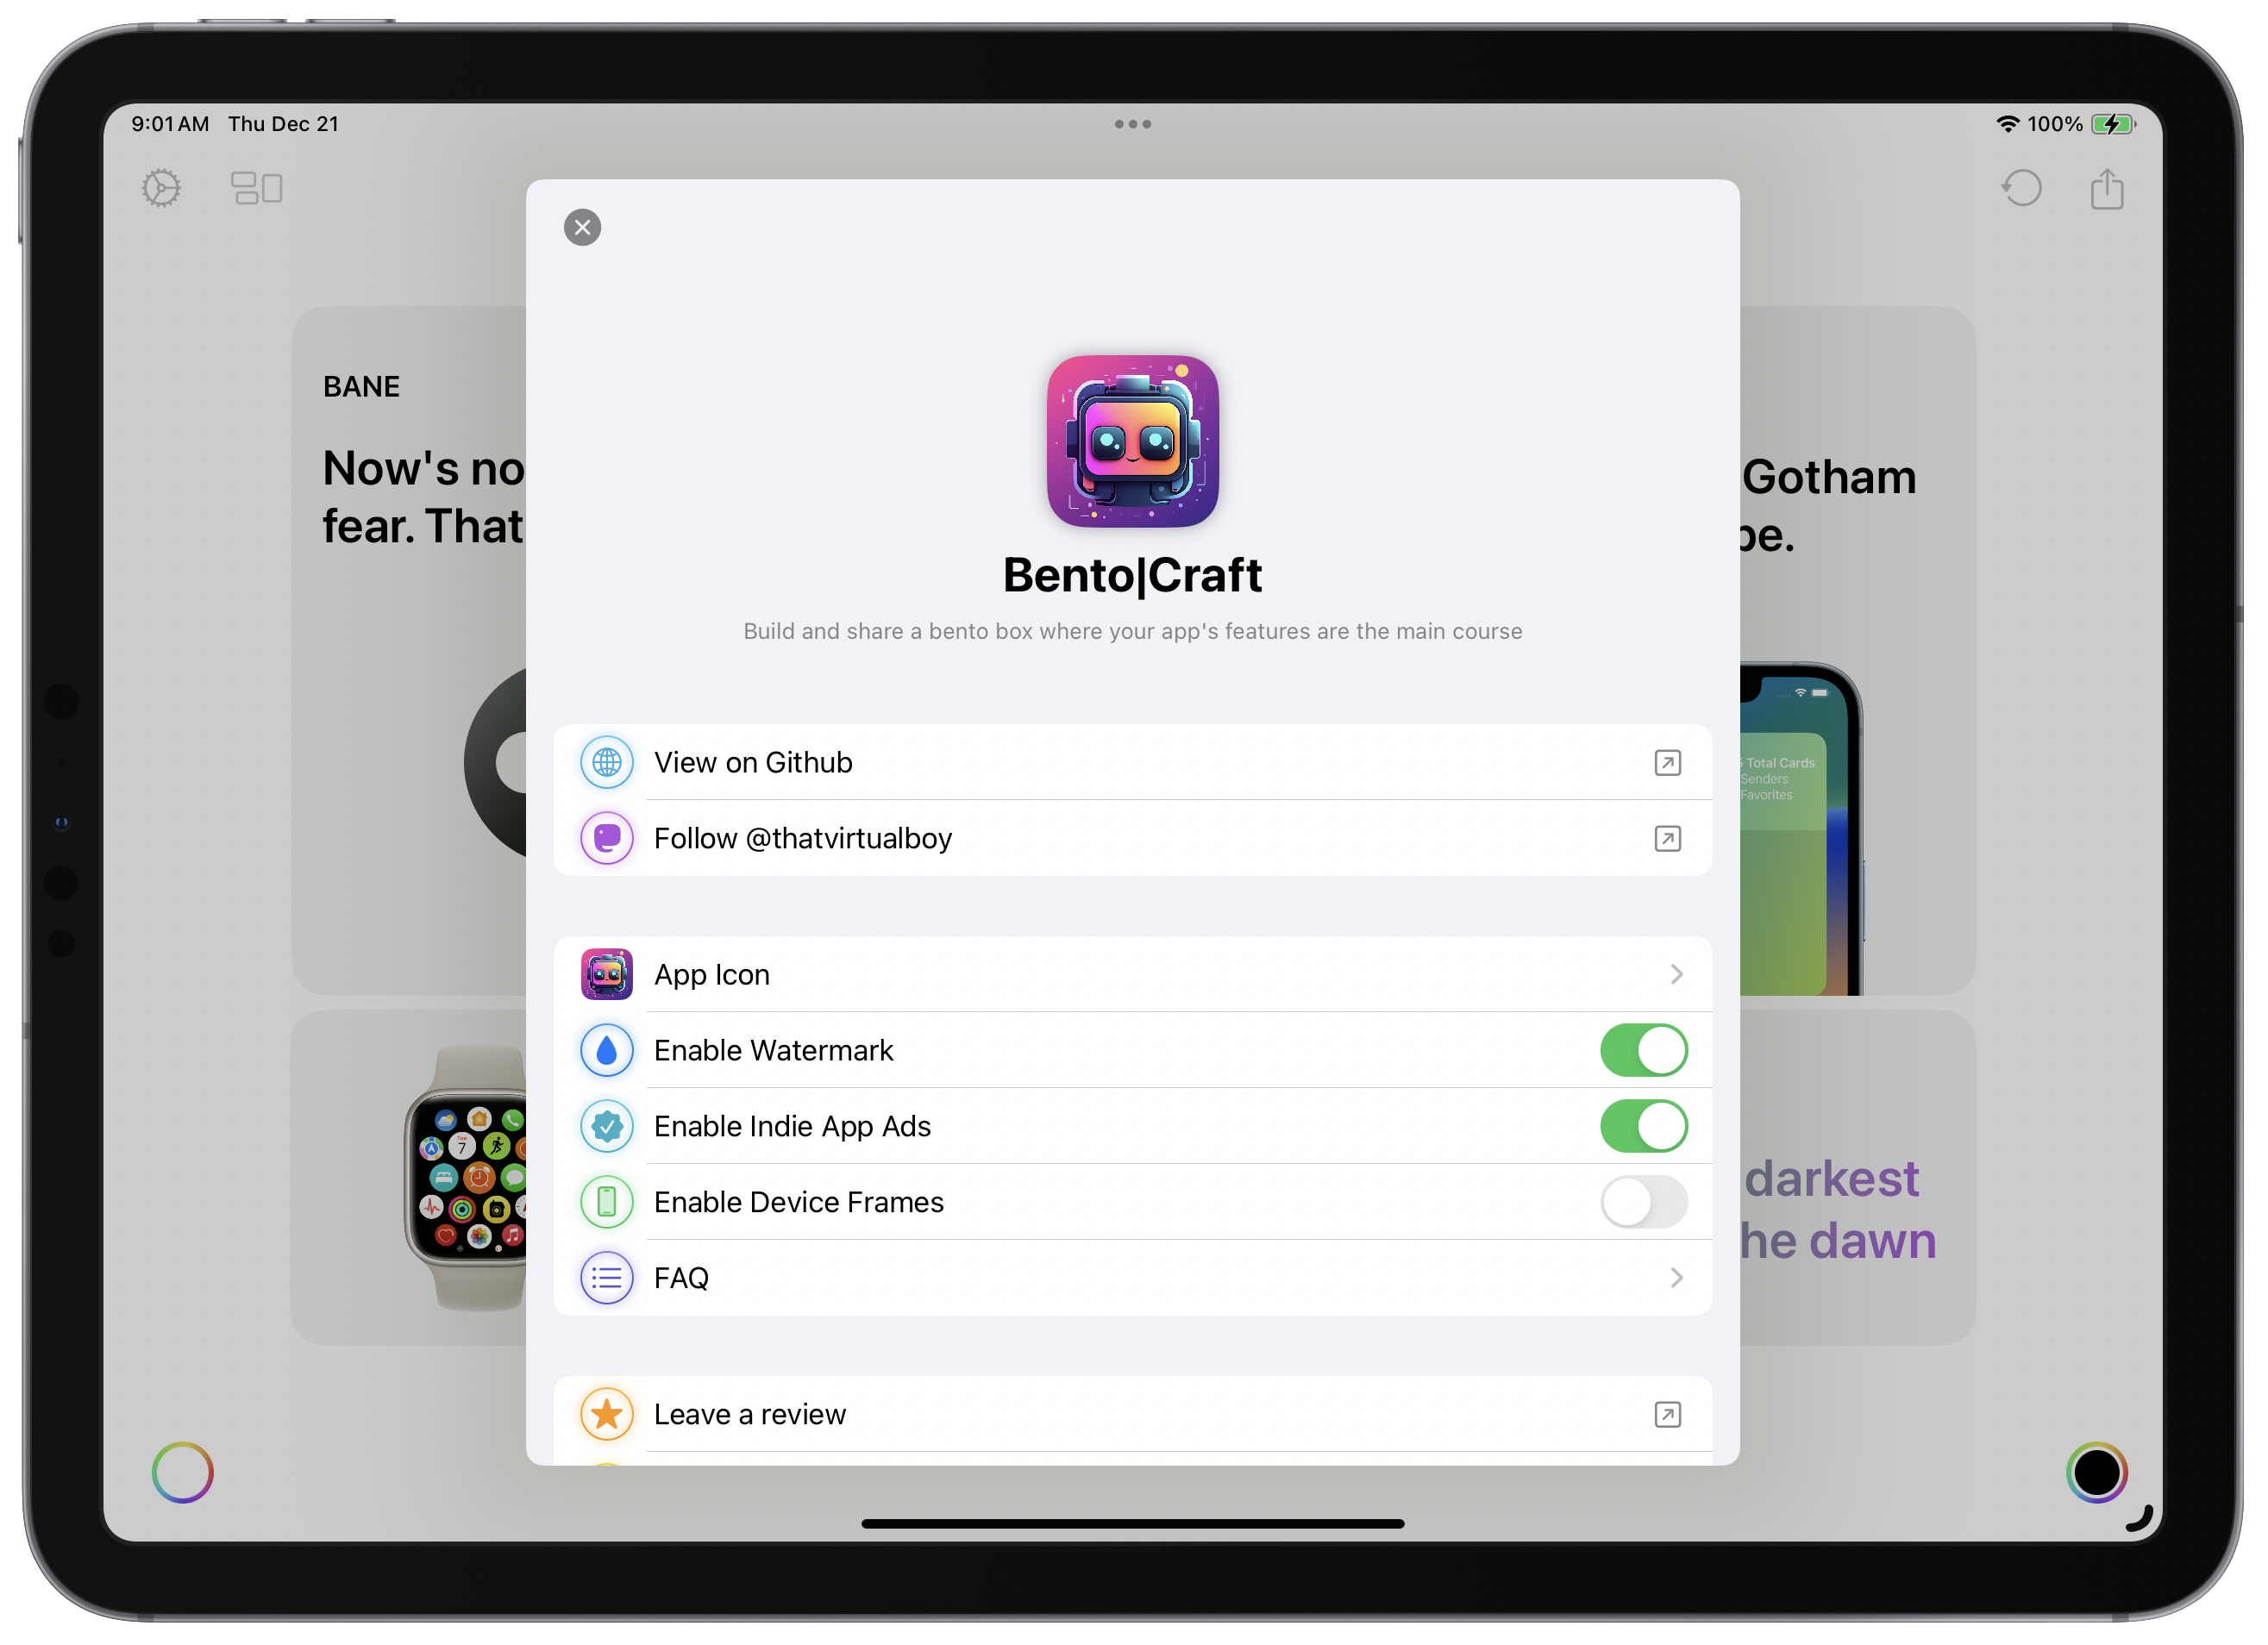 9:01 AM Thu Dec 21
100%
BANE
Now's no
fear. That
Gotham
be.
Total Cards
Senders
Favorites
Tue
7
darkest
he dawn
Bento|Craft
Build and share a bento box where your app's features are the main course
View on Github
Follow @thatvirtualboy
App Icon
Enable Watermark
Enable Indie App Ads
Enable Device Frames
FAQ
Leave a review